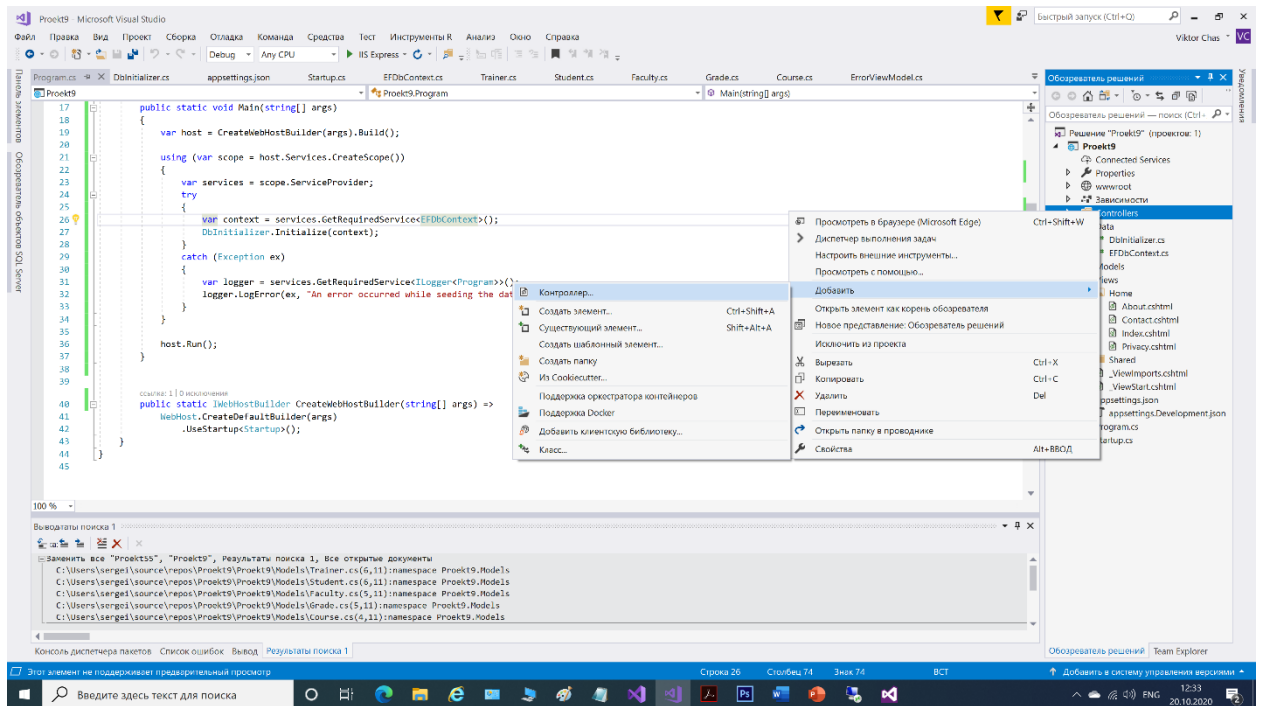 Proekt9 - Microsoft Visual Studio
Быстрый запуск (Ctrl+Q)
Файл Правка Вид Проект Сборка Отладка Команда Средства Тест Инструменты R Анализ Окно Справка
Viktor Chas VC
Debug Any CPU IIS Express
Панель элементов
Обозреватель объектов SQL Server
Program.cs DbInitializer.cs appsettings.json Startup.cs EFDbContext.cs Trainer.cs Student.cs Faculty.cs Grade.cs Course.cs ErrorViewModel.cs
Proekt9 Proekt9.Program Main(string[] args)
17 public static void Main(string[] args)
18 {
19 var host = CreateWebHostBuilder(args).Build();
20
21 using (var scope = host.Services.CreateScope())
22 {
23 var services = scope.ServiceProvider;
24 try
25 {
26 var context = services.GetRequiredService<EFDbContext>();
27 DbInitializer.Initialize(context);
28 }
29 catch (Exception ex)
30 {
31 var logger = services.GetRequiredService<ILogger<Program>>();
32 logger.LogError(ex, "An error occurred while seeding the dat
33 }
34 }
35
36 host.Run();
37 }
38
39
ссылка: 1 | 0 исключения
40 public static IWebHostBuilder CreateWebHostBuilder(string[] args) =>
41 WebHost.CreateDefaultBuilder(args)
42 .UseStartup<Startup>();
43 }
44 }
45
Контроллер...
Создать элемент... Ctrl+Shift+A
Существующий элемент... Shift+Alt+A
Создать шаблонный элемент...
Создать папку
Из Cookiecutter...
Поддержка оркестратора контейнеров
Поддержка Docker
Добавить клиентскую библиотеку...
Класс...
Просмотреть в браузере (Microsoft Edge) Ctrl+Shift+W
Диспетчер выполнения задач
Настроить внешние инструменты...
Просмотреть с помощью...
Добавить
Открыть элемент как корень обозревателя
Новое представление: Обозреватель решений
Исключить из проекта
Вырезать Ctrl+X
Копировать Ctrl+C
Удалить Del
Переименовать
Открыть папку в проводнике
Свойства Alt+ВВОД
Обозреватель решений
Обозреватель решений — поиск (Ctrl+
Решение "Proekt9" (проектов: 1)
Proekt9
Connected Services
Properties
wwwroot
Зависимости
Controllers
ata
DbInitializer.cs
EFDbContext.cs
odels
iews
Home
About.cshtml
Contact.cshtml
Index.cshtml
Privacy.cshtml
Shared
_ViewImports.cshtml
_ViewStart.cshtml
ppsettings.json
appsettings.Development.json
rogram.cs
tartup.cs
Уведомления
100 %
поиска 1
Заменить все "Proekt55", "Proekt9", Результаты поиска 1, Все открытые документы
C:\Users\sergei\source\repos\Proekt9\Proekt9\Models\Trainer.cs(6,11):namespace Proekt9.Models
C:\Users\sergei\source\repos\Proekt9\Proekt9\Models\Student.cs(6,11):namespace Proekt9.Models
C:\Users\sergei\source\repos\Proekt9\Proekt9\Models\Faculty.cs(5,11):namespace Proekt9.Models
C:\Users\sergei\source\repos\Proekt9\Proekt9\Models\Grade.cs(5,11):namespace Proekt9.Models
C:\Users\sergei\source\repos\Proekt9\Proekt9\Models\Course.cs(4,11):namespace Proekt9.Models
Консоль диспетчера пакетов Список ошибок Вывод Результаты поиска 1
Обозреватель решений Team Explorer
Этот элемент не поддерживает предварительный просмотр Строка 26 Столбец 74 Знак 74 ВСТ Добавить в систему управления версиями
Введите здесь текст для поиска
ENG 12:33
20.10.2020